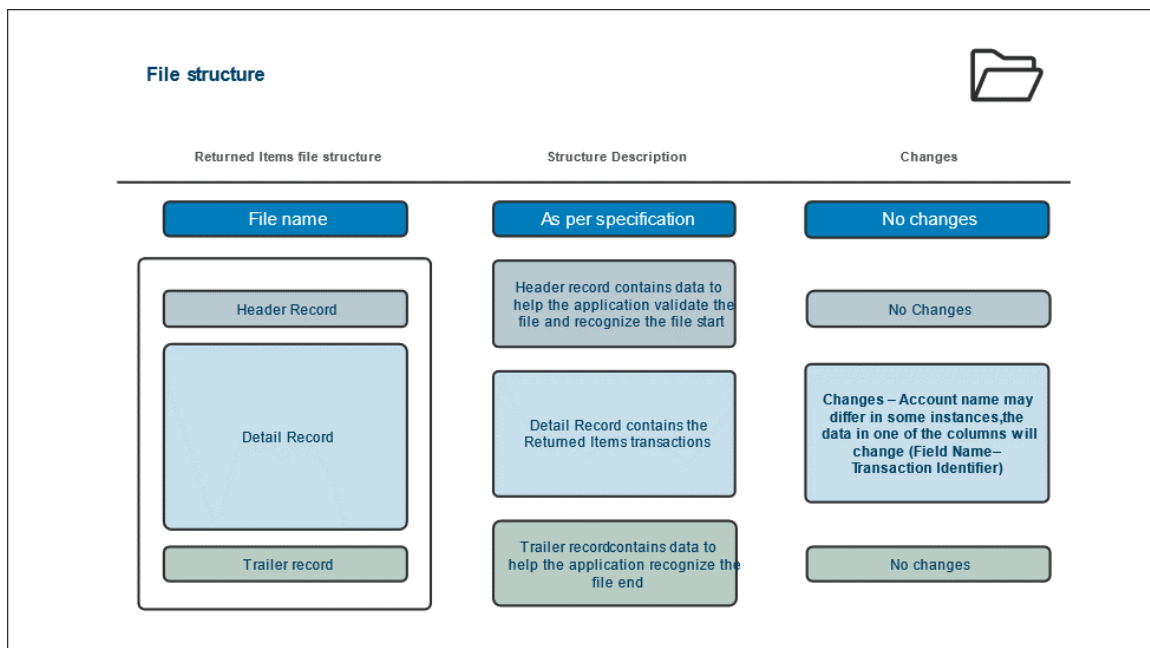 File structure
Returned Items file structure
Structure Description
Changes
File name
As per specification
No changes
Header Record
Header record contains data to
help the application validate the
file and recognize the file start
No Changes
Detail Record
Detail Record contains the
Returned Items transactions
Changes – Account name may
differ in some instances,the
data in one of the columns will
change (Field Name–
Transaction Identifier)
Trailer record
Trailer recordcontains data to
help the application recognize the
file end
No changes